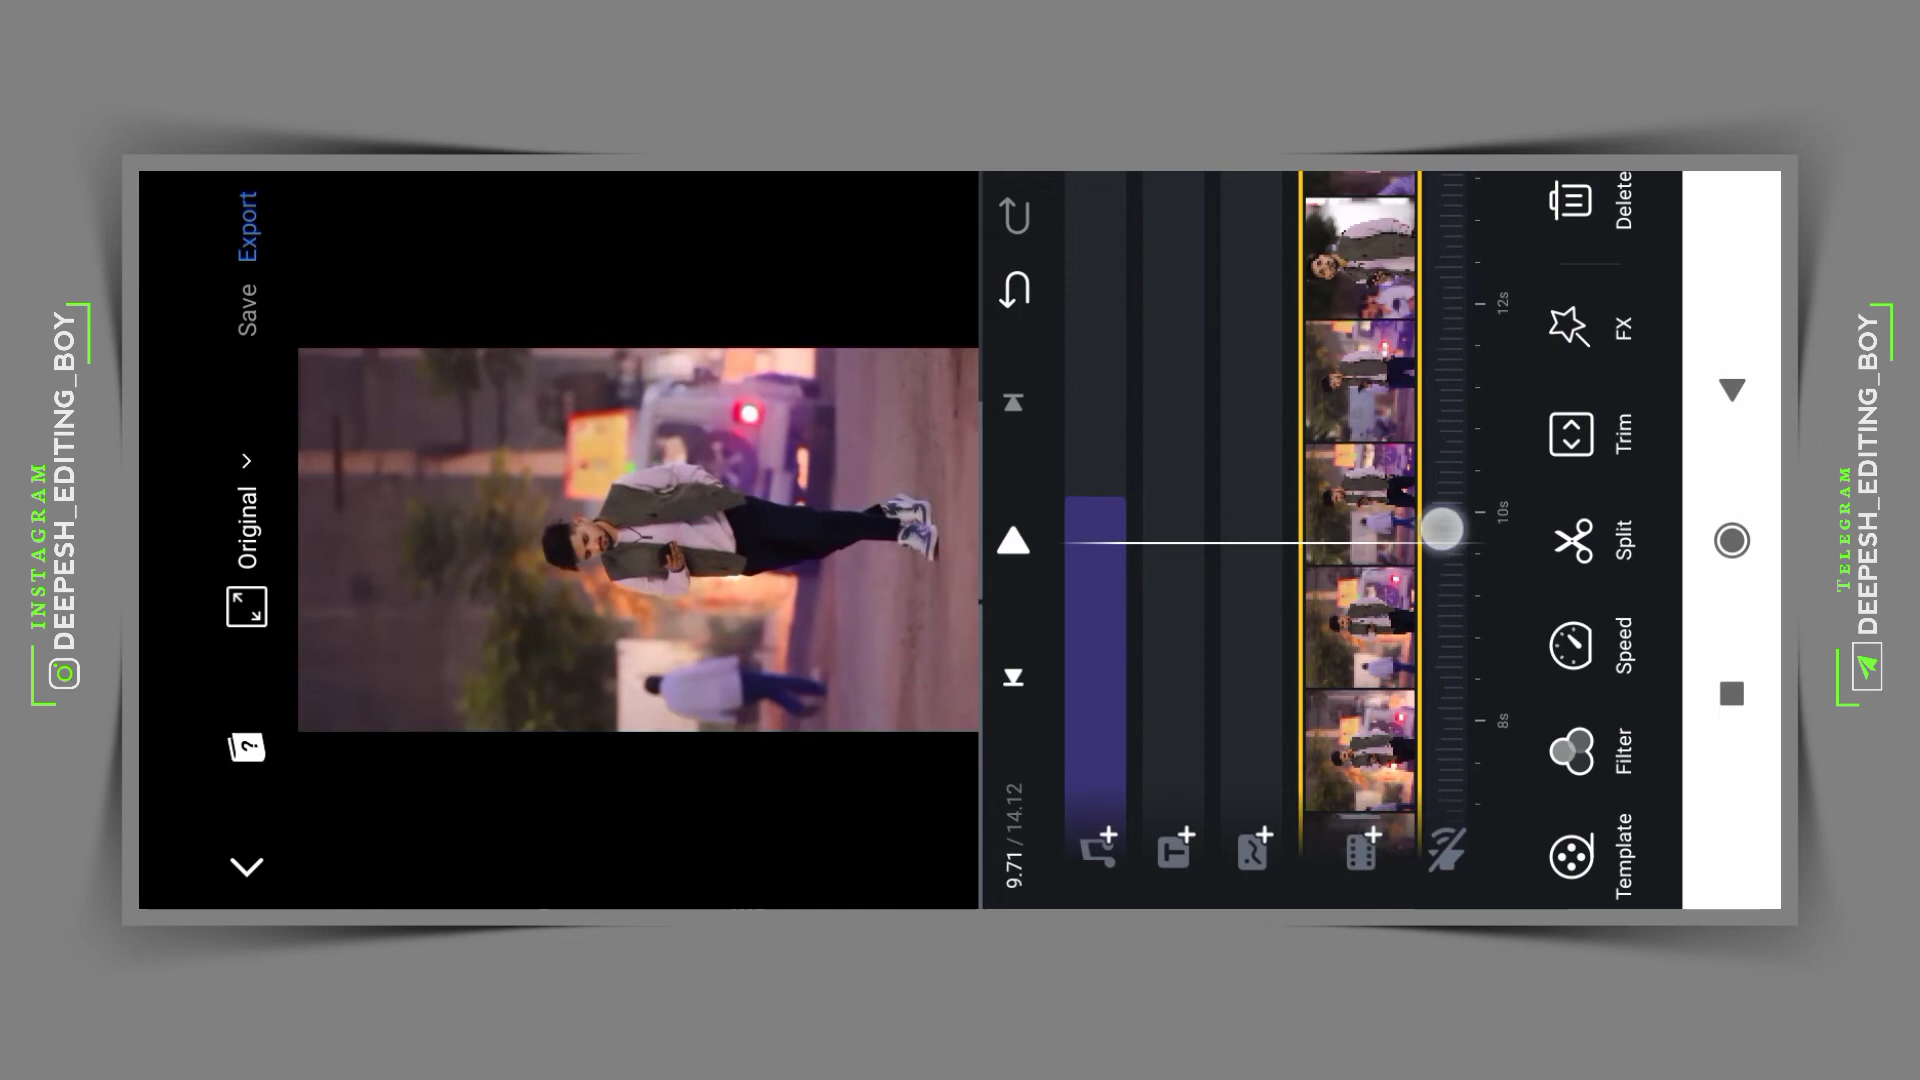 INSTAGRAM
DEEPESH_EDITING_BOY
Original
Save
Export
?
9.71 / 14.12
T
8s
10s
12s
Template
Filter
Speed
Split
Trim
FX
Delete
TELEGRAM
DEEPESH_EDITING_BOY